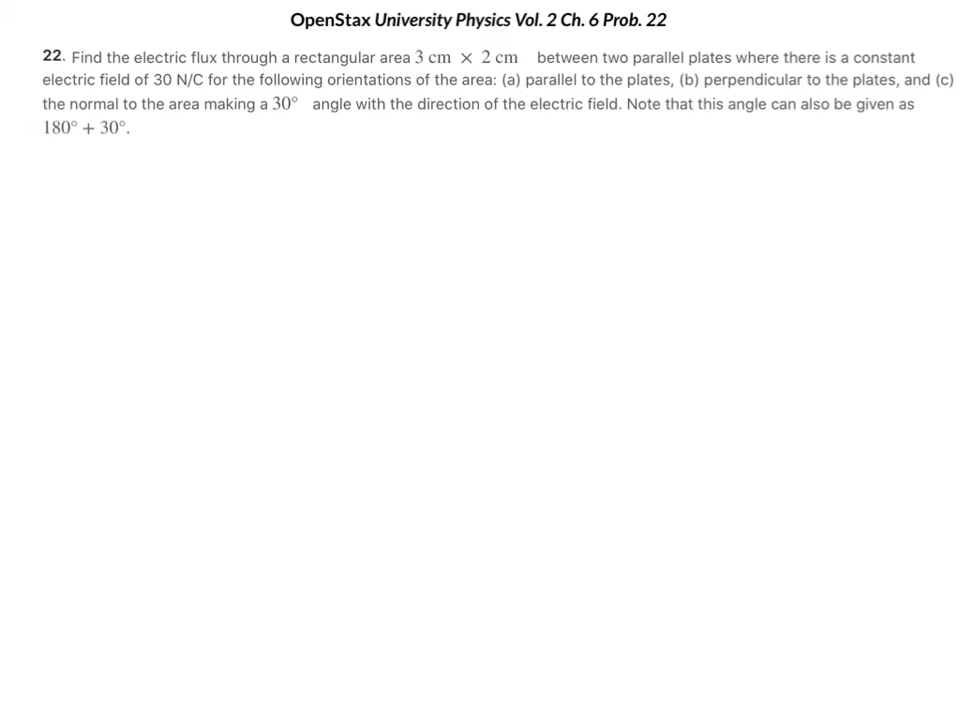 OpenStax University Physics Vol. 2 Ch. 6 Prob. 22
22. Find the electric flux through a rectangular area 3 cm × 2 cm between two parallel plates where there is a constant
electric field of 30 N/C for the following orientations of the area: (a) parallel to the plates, (b) perpendicular to the plates, and (c)
the normal to the area making a 30° angle with the direction of the electric field. Note that this angle can also be given as
180° + 30°.